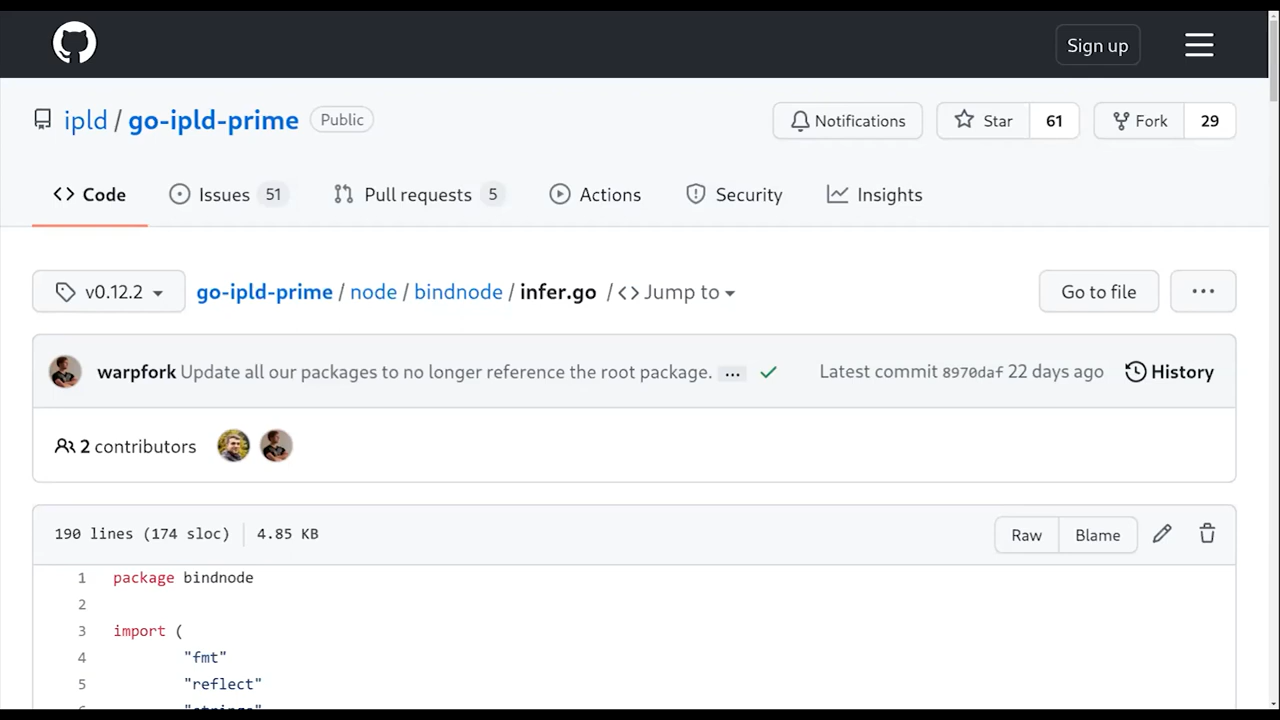 Sign up
ipld / go-ipld-prime Public
Notifications Star 61 Fork 29
<> Code Issues 51 Pull requests 5 Actions Security Insights
v0.12.2 go-ipld-prime / node / bindnode / infer.go / <> Jump to
Go to file ...
warpfork Update all our packages to no longer reference the root package. ... Latest commit 8970daf 22 days ago History
2 contributors
190 lines (174 sloc) 4.85 KB
Raw Blame
1 package bindnode
2
3 import (
4 "fmt"
5 "reflect"